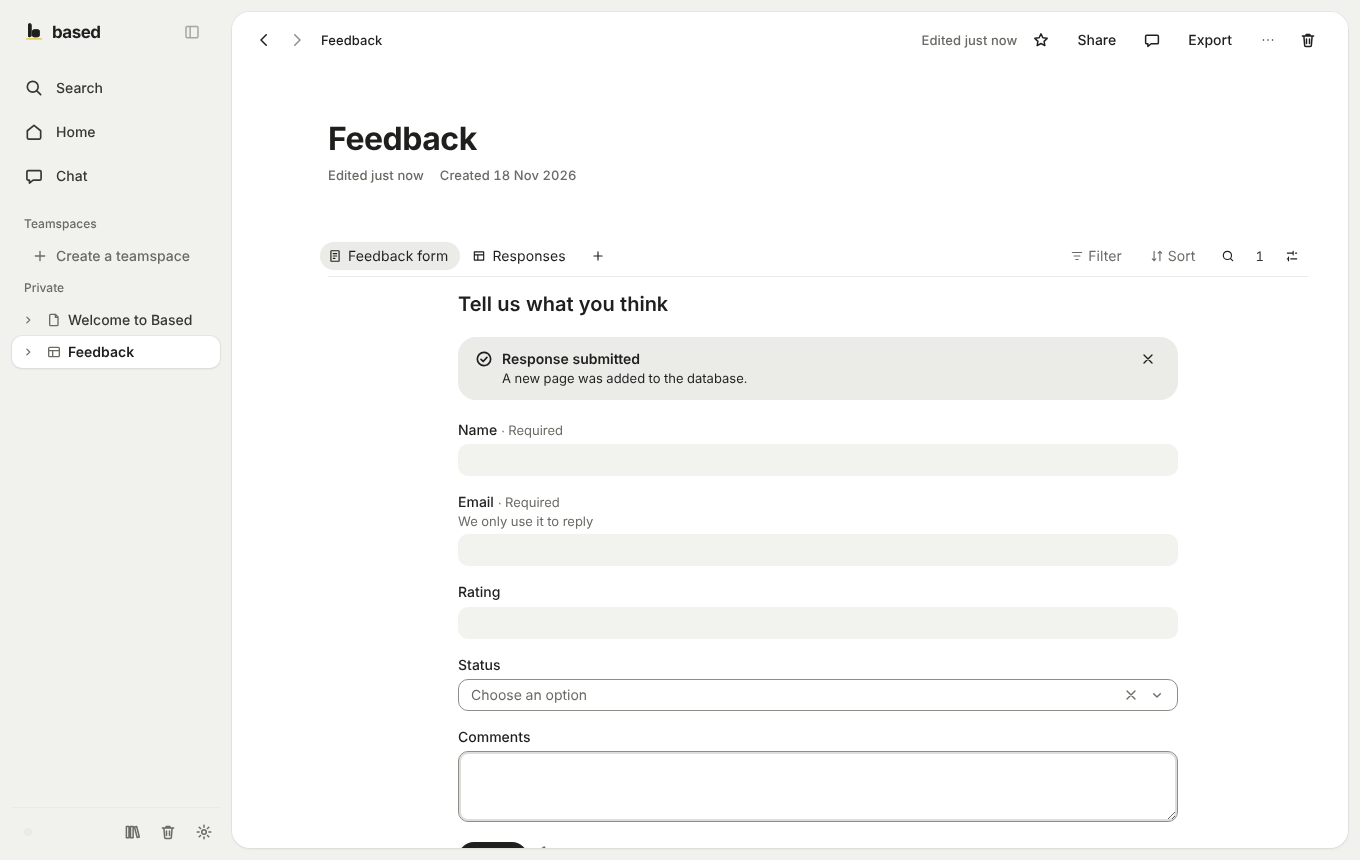 based
Search
Home
Chat
Teamspaces
Create a teamspace
Private
Welcome to Based
Feedback
Feedback
Edited just now
Share
Export
Feedback
Edited just now Created 18 Nov 2026
Feedback form
Responses
Filter
Sort
1
Tell us what you think
Response submitted
A new page was added to the database.
Name · Required
Email · Required
We only use it to reply
Rating
Status
Choose an option
Comments